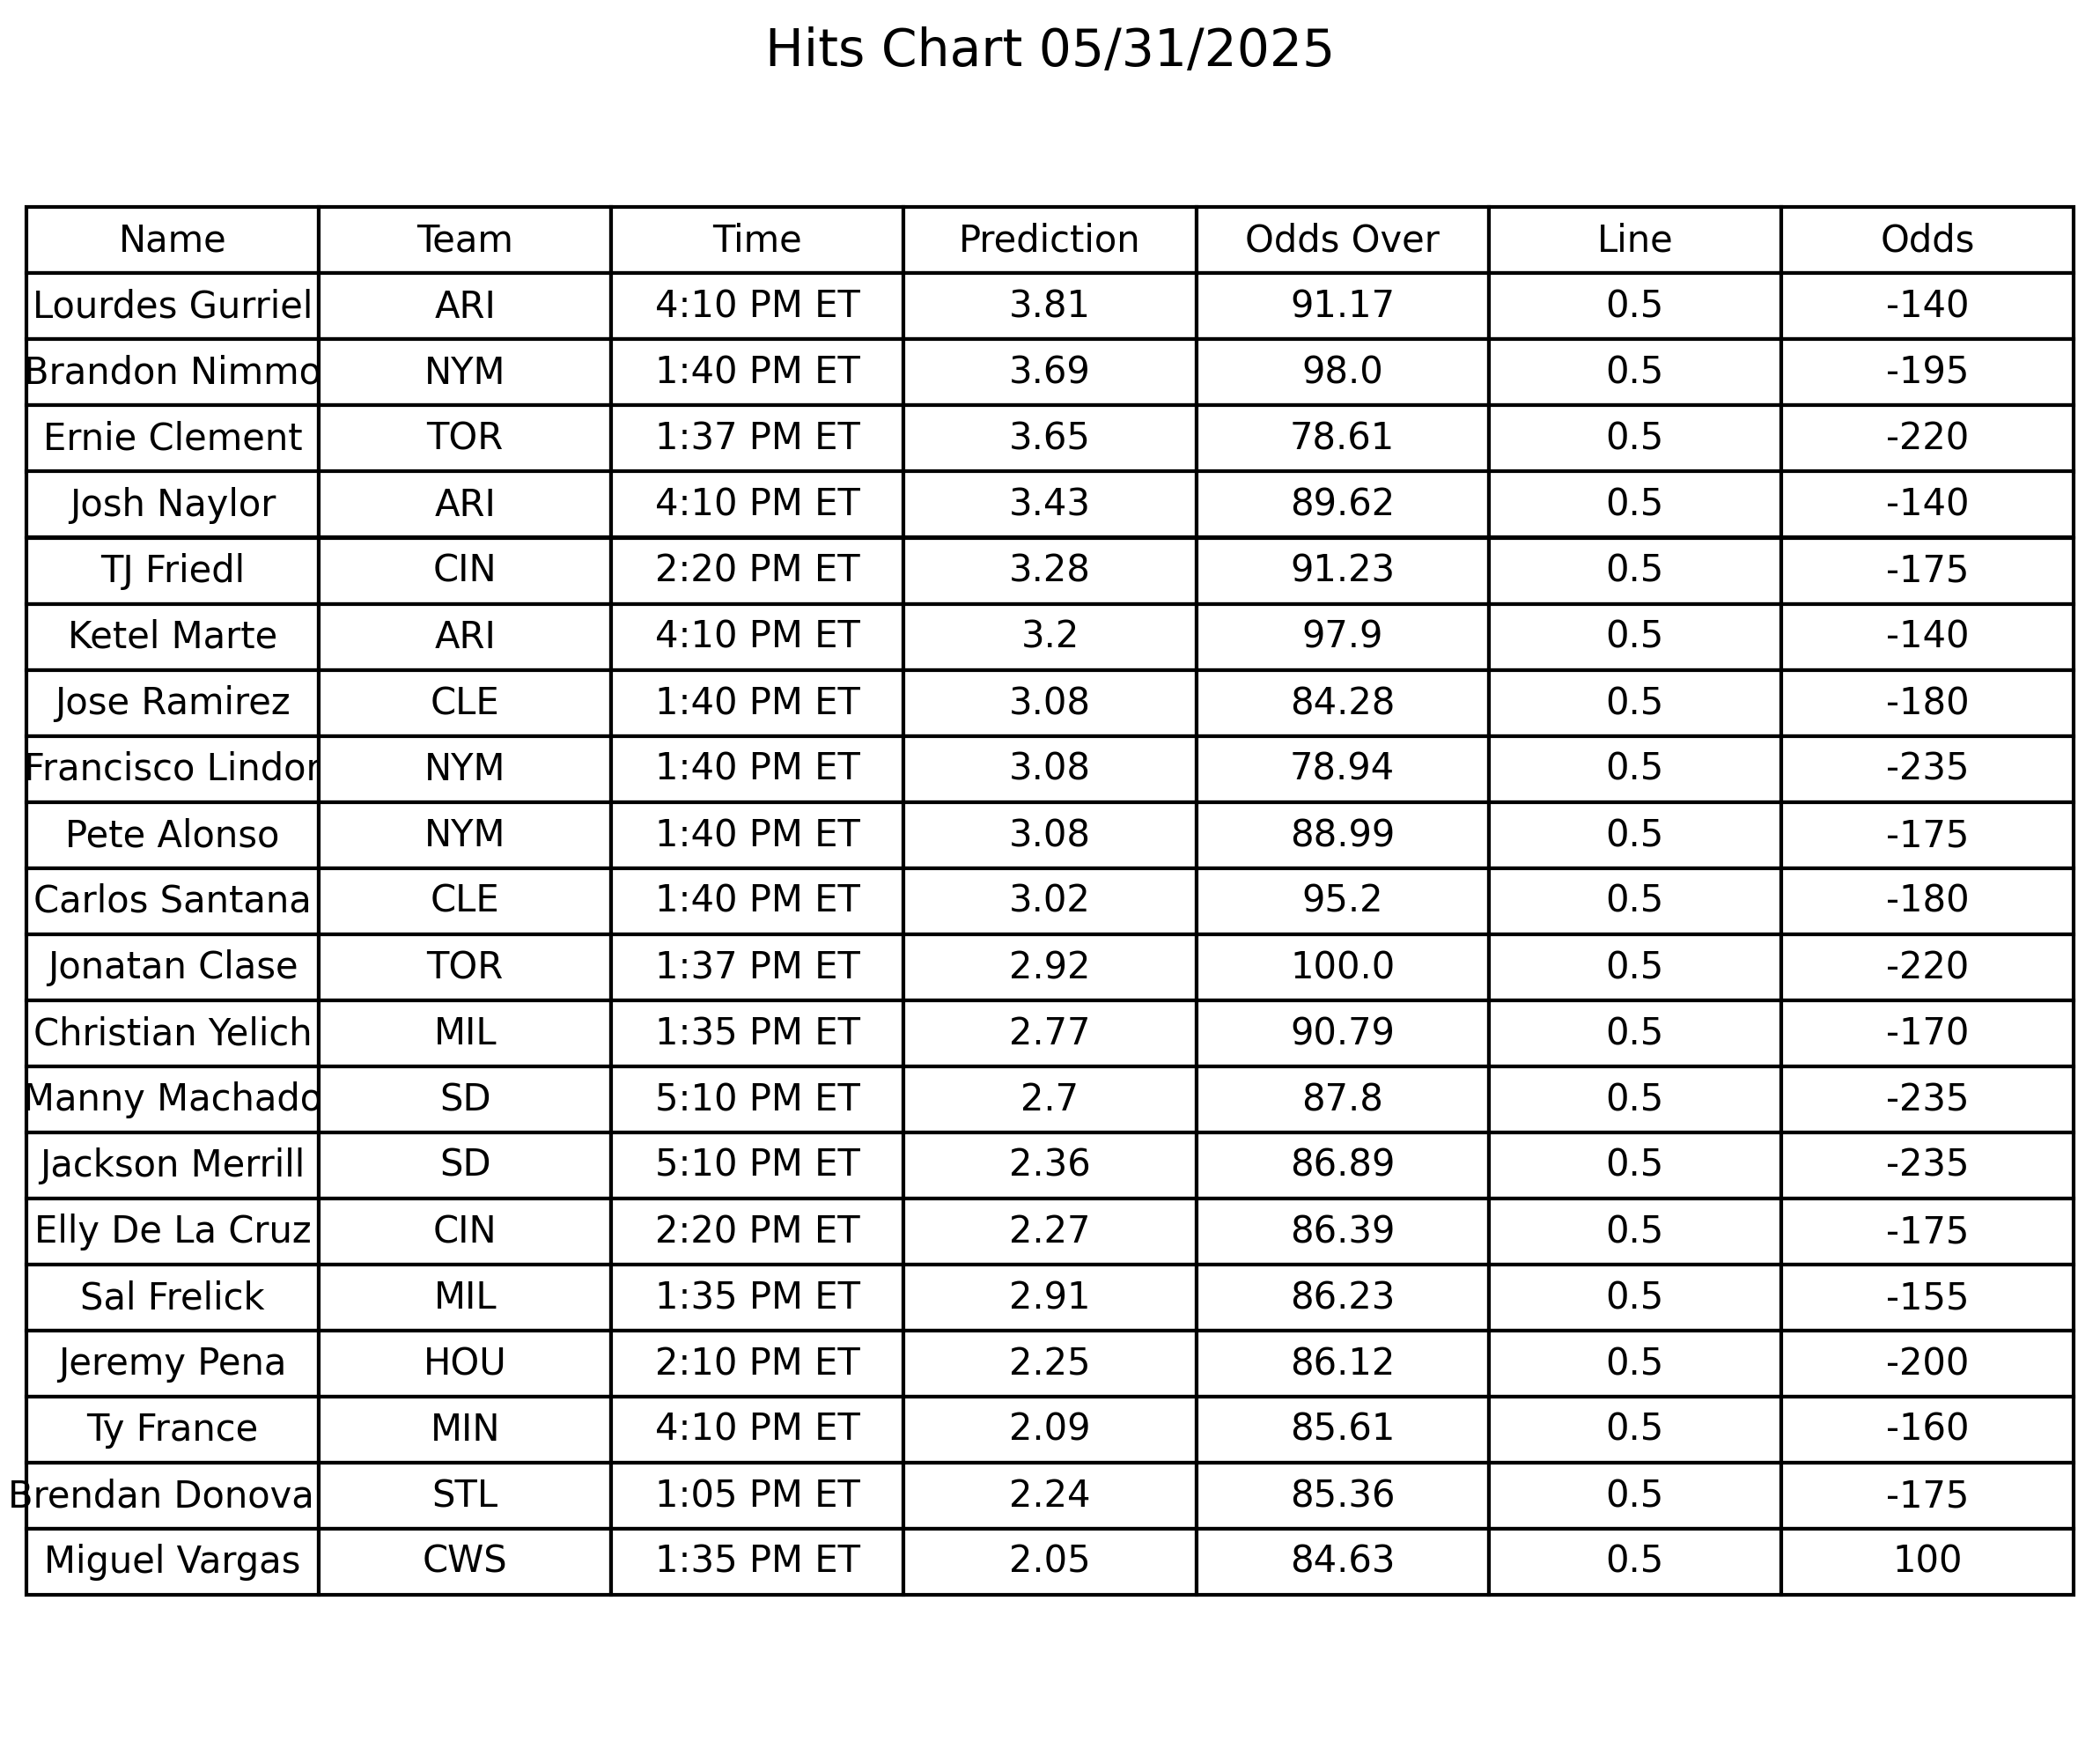 Hits Chart 05/31/2025
Name Team Time Prediction Odds Over Line Odds
Lourdes Gurriel ARI 4:10 PM ET 3.81 91.17 0.5 -140
Brandon Nimmo NYM 1:40 PM ET 3.69 98.0 0.5 -195
Ernie Clement TOR 1:37 PM ET 3.65 78.61 0.5 -220
Josh Naylor ARI 4:10 PM ET 3.43 89.62 0.5 -140
TJ Friedl CIN 2:20 PM ET 3.28 91.23 0.5 -175
Ketel Marte ARI 4:10 PM ET 3.2 97.9 0.5 -140
Jose Ramirez CLE 1:40 PM ET 3.08 84.28 0.5 -180
Francisco Lindor NYM 1:40 PM ET 3.08 78.94 0.5 -235
Pete Alonso NYM 1:40 PM ET 3.08 88.99 0.5 -175
Carlos Santana CLE 1:40 PM ET 3.02 95.2 0.5 -180
Jonatan Clase TOR 1:37 PM ET 2.92 100.0 0.5 -220
Christian Yelich MIL 1:35 PM ET 2.77 90.79 0.5 -170
Manny Machado SD 5:10 PM ET 2.7 87.8 0.5 -235
Jackson Merrill SD 5:10 PM ET 2.36 86.89 0.5 -235
Elly De La Cruz CIN 2:20 PM ET 2.27 86.39 0.5 -175
Sal Frelick MIL 1:35 PM ET 2.91 86.23 0.5 -155
Jeremy Pena HOU 2:10 PM ET 2.25 86.12 0.5 -200
Ty France MIN 4:10 PM ET 2.09 85.61 0.5 -160
Brendan Donova STL 1:05 PM ET 2.24 85.36 0.5 -175
Miguel Vargas CWS 1:35 PM ET 2.05 84.63 0.5 100